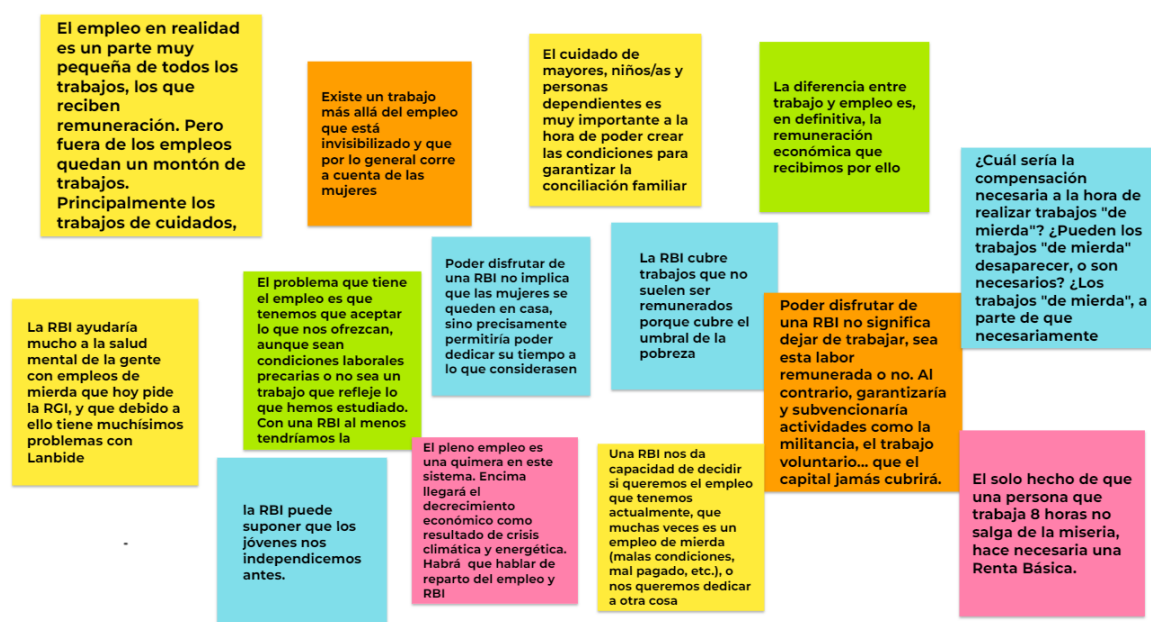 El empleo en realidad
es un parte muy
pequeña de todos los
trabajos, los que
reciben
remuneración. Pero
fuera de los empleos
quedan un montón de
trabajos.
Principalmente los
trabajos de cuidados,
Existe un trabajo
más allá del empleo
que está
invisibilizado y que
por lo general corre
a cuenta de las
mujeres
El cuidado de
mayores, niños/as y
personas
dependientes es
muy importante a la
hora de poder crear
las condiciones para
garantizar la
conciliación familiar
La diferencia entre
trabajo y empleo es,
en definitiva, la
remuneración
económica que
recibimos por ello
¿Cuál sería la
compensación
necesaria a la hora de
realizar trabajos "de
mierda"? ¿Pueden los
trabajos "de mierda"
desaparecer, o son
necesarios? ¿Los
trabajos "de mierda", a
parte de que
necesariamente
La RBI ayudaría
mucho a la salud
mental de la gente
con empleos de
mierda que hoy pide
la RGI, y que debido a
ello tiene muchísimos
problemas con
Lanbide
El problema que tiene
el empleo es que
tenemos que aceptar
lo que nos ofrezcan,
aunque sean
condiciones laborales
precarias o no sea un
trabajo que refleje lo
que hemos estudiado.
Con una RBI al menos
tendríamos la
Poder disfrutar de
una RBI no implica
que las mujeres se
queden en casa,
sino precisamente
permitiría poder
dedicar su tiempo a
lo que considerasen
La RBI cubre
trabajos que no
suelen ser
remunerados
porque cubre el
umbral de la
pobreza
Poder disfrutar de
una RBI no significa
dejar de trabajar, sea
esta labor
remunerada o no. Al
contrario, garantizaría
y subvencionaría
actividades como la
militancia, el trabajo
voluntario... que el
capital jamás cubrirá.
la RBI puede
suponer que los
jóvenes nos
independicemos
antes.
El pleno empleo es
una quimera en este
sistema. Encima
llegará el
decrecimiento
económico como
resultado de crisis
climática y energética.
Habrá que hablar de
reparto del empleo y
RBI
Una RBI nos da
capacidad de decidir
si queremos el empleo
que tenemos
actualmente, que
muchas veces es un
empleo de mierda
(malas condiciones,
mal pagado, etc.), o
nos queremos dedicar
a otra cosa
El solo hecho de que
una persona que
trabaja 8 horas no
salga de la miseria,
hace necesaria una
Renta Básica.